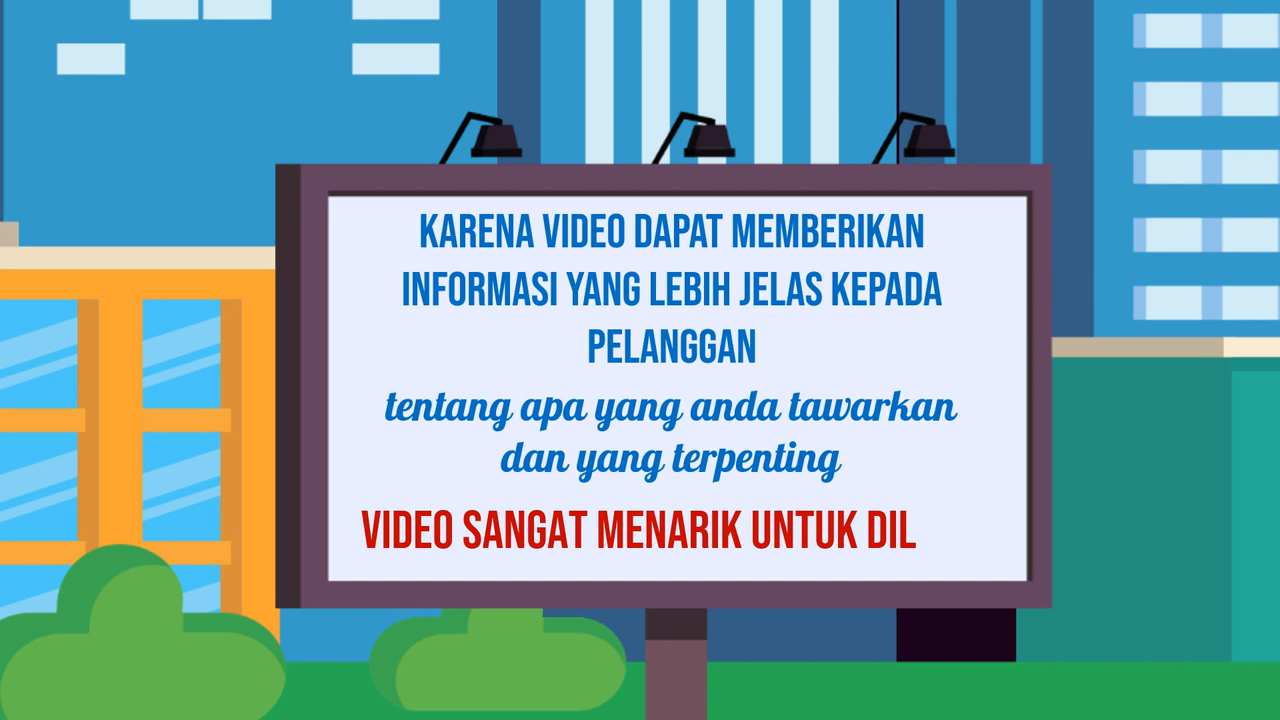 KARENA VIDEO DAPAT MEMBERIKAN
INFORMASI YANG LEBIH JELAS KEPADA
PELANGGAN
tentang apa yang anda tawarkan
dan yang terpenting
VIDEO SANGAT MENARIK UNTUK DIL